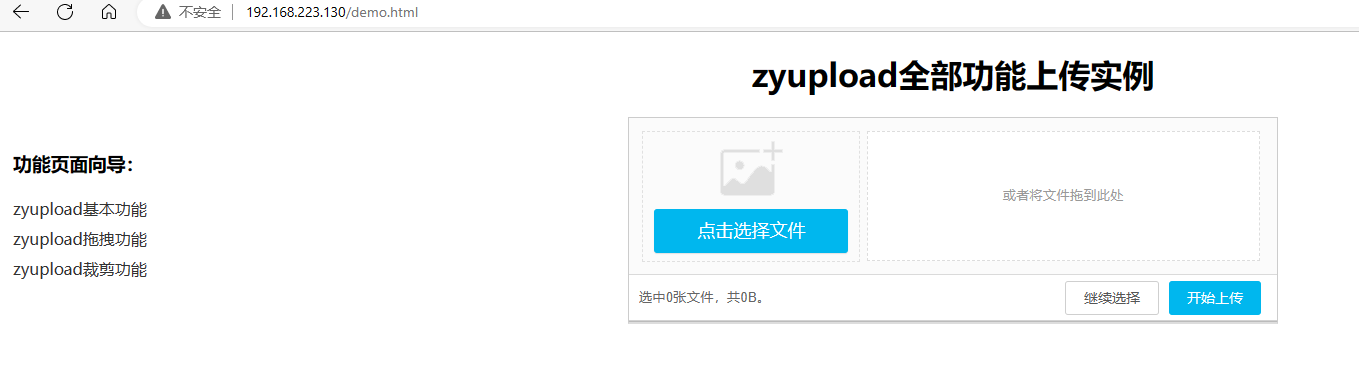 不安全 192.168.223.130/demo.html
zyupload全部功能上传实例
功能页面向导：
zyupload基本功能
zyupload拖拽功能
zyupload裁剪功能
点击选择文件
或者将文件拖到此处
选中0张文件，共0B。
继续选择
开始上传